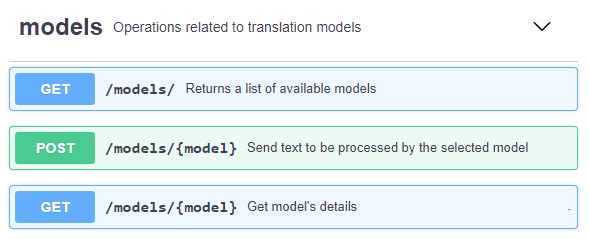 models Operations related to translation models
GET /models/ Returns a list of available models
POST /models/{model} Send text to be processed by the selected model
GET /models/{model} Get model's details